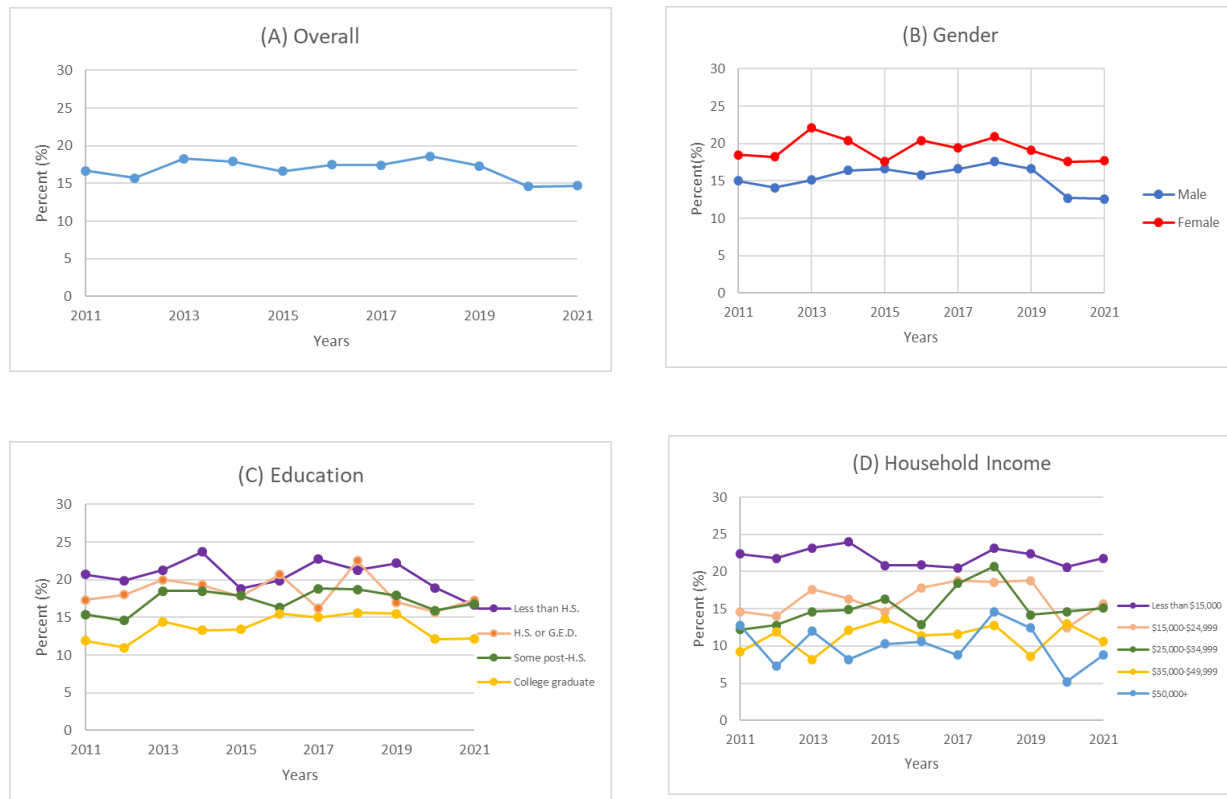 (A) Overall
30
25
20
15
10
5
0
Percent (%)
2011 2013 2015 2017 2019 2021
Years
(B) Gender
30
25
20
15
10
5
0
Percent(%)
2011 2013 2015 2017 2019 2021
Years
Male
Female
(C) Education
30
25
20
15
10
5
0
Percent (%)
2011 2013 2015 2017 2019 2021
Years
Less than H.S.
H.S. or G.E.D.
Some post-H.S.
College graduate
(D) Household Income
30
25
20
15
10
5
0
Percent (%)
2011 2013 2015 2017 2019 2021
Years
Less than $15,000
$15,000-$24,999
$25,000-$34,999
$35,000-$49,999
$50,000+